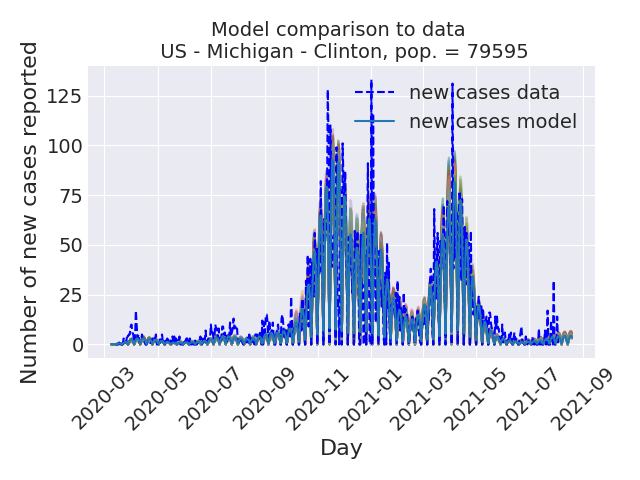 Model comparison to data
US - Michigan - Clinton, pop. = 79595
Number of new cases reported
125
100
75
50
25
0
new cases data
new cases model
2020-03
2020-05
2020-07
2020-09
2020-11
2021-01
2021-03
2021-05
2021-07
2021-09
Day